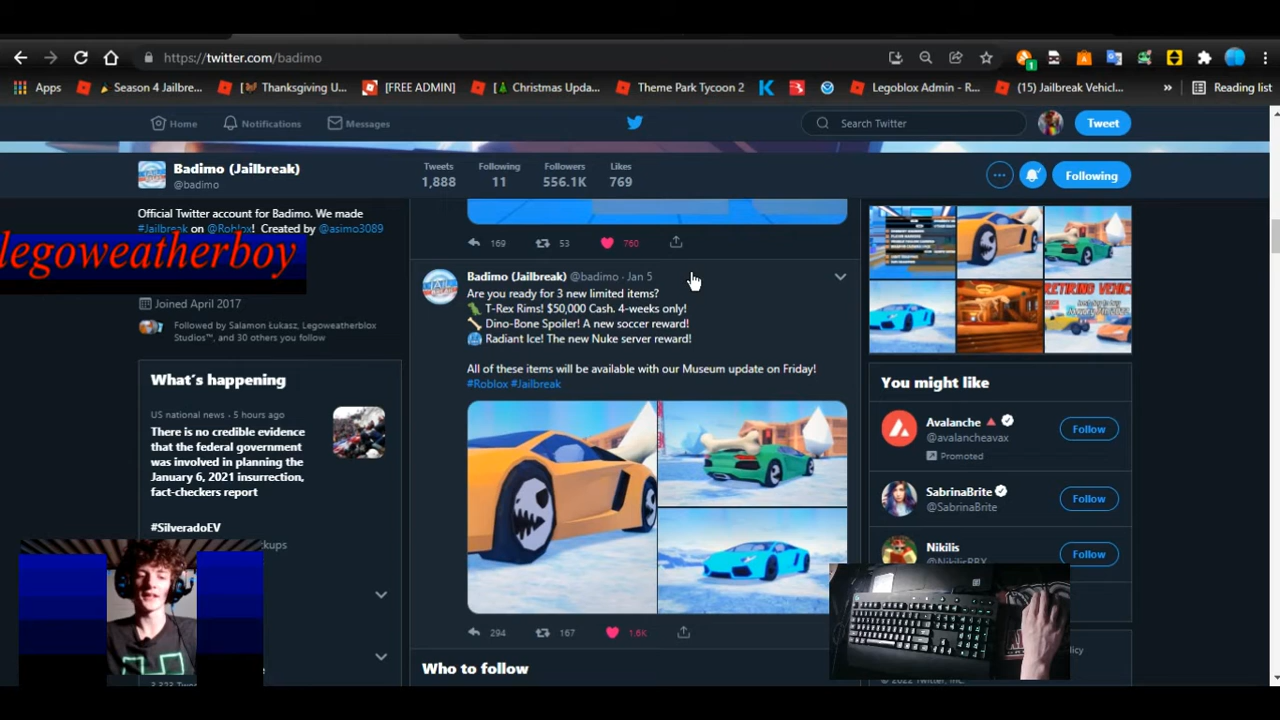 https://twitter.com/badimo
1
Apps
Season 4 Jailbre...
Thanksgiving U...
[FREE ADMIN]
Christmas Upda...
Theme Park Tycoon 2
Legoblox Admin - R...
(15) Jailbreak Vehicl...
»
Reading list
Home
Notifications
Messages
Search Twitter
Tweet
Badimo (Jailbreak)
@badimo
Tweets
1,888
Following
11
Followers
556.1K
Likes
769
Following
Official Twitter account for Badimo. We made
#Jailbreak on @Roblox! Created by @asimo3089
legoweatherboy
Joined April 2017
Followed by Salamon Łukasz, Legoweatherblox
Studios™, and 30 others you follow
What's happening
US national news · 5 hours ago
There is no credible evidence
that the federal government
was involved in planning the
January 6, 2021 insurrection,
fact-checkers report
#SilveradoEV
169
53
760
Badimo (Jailbreak) @badimo · Jan 5
Are you ready for 3 new limited items?
T-Rex Rims! $50,000 Cash. 4-weeks only!
Dino-Bone Spoiler! A new soccer reward!
Radiant Ice! The new Nuke server reward!
All of these items will be available with our Museum update on Friday!
#Roblox #Jailbreak
294
167
1.6K
Who to follow
RETIRING VEHIC
You might like
Avalanche
@avalancheavax
Promoted
Follow
SabrinaBrite
@SabrinaBrite
Follow
Nikilis
@NikilisRBX
Follow
© 2022 Twitter, Inc.